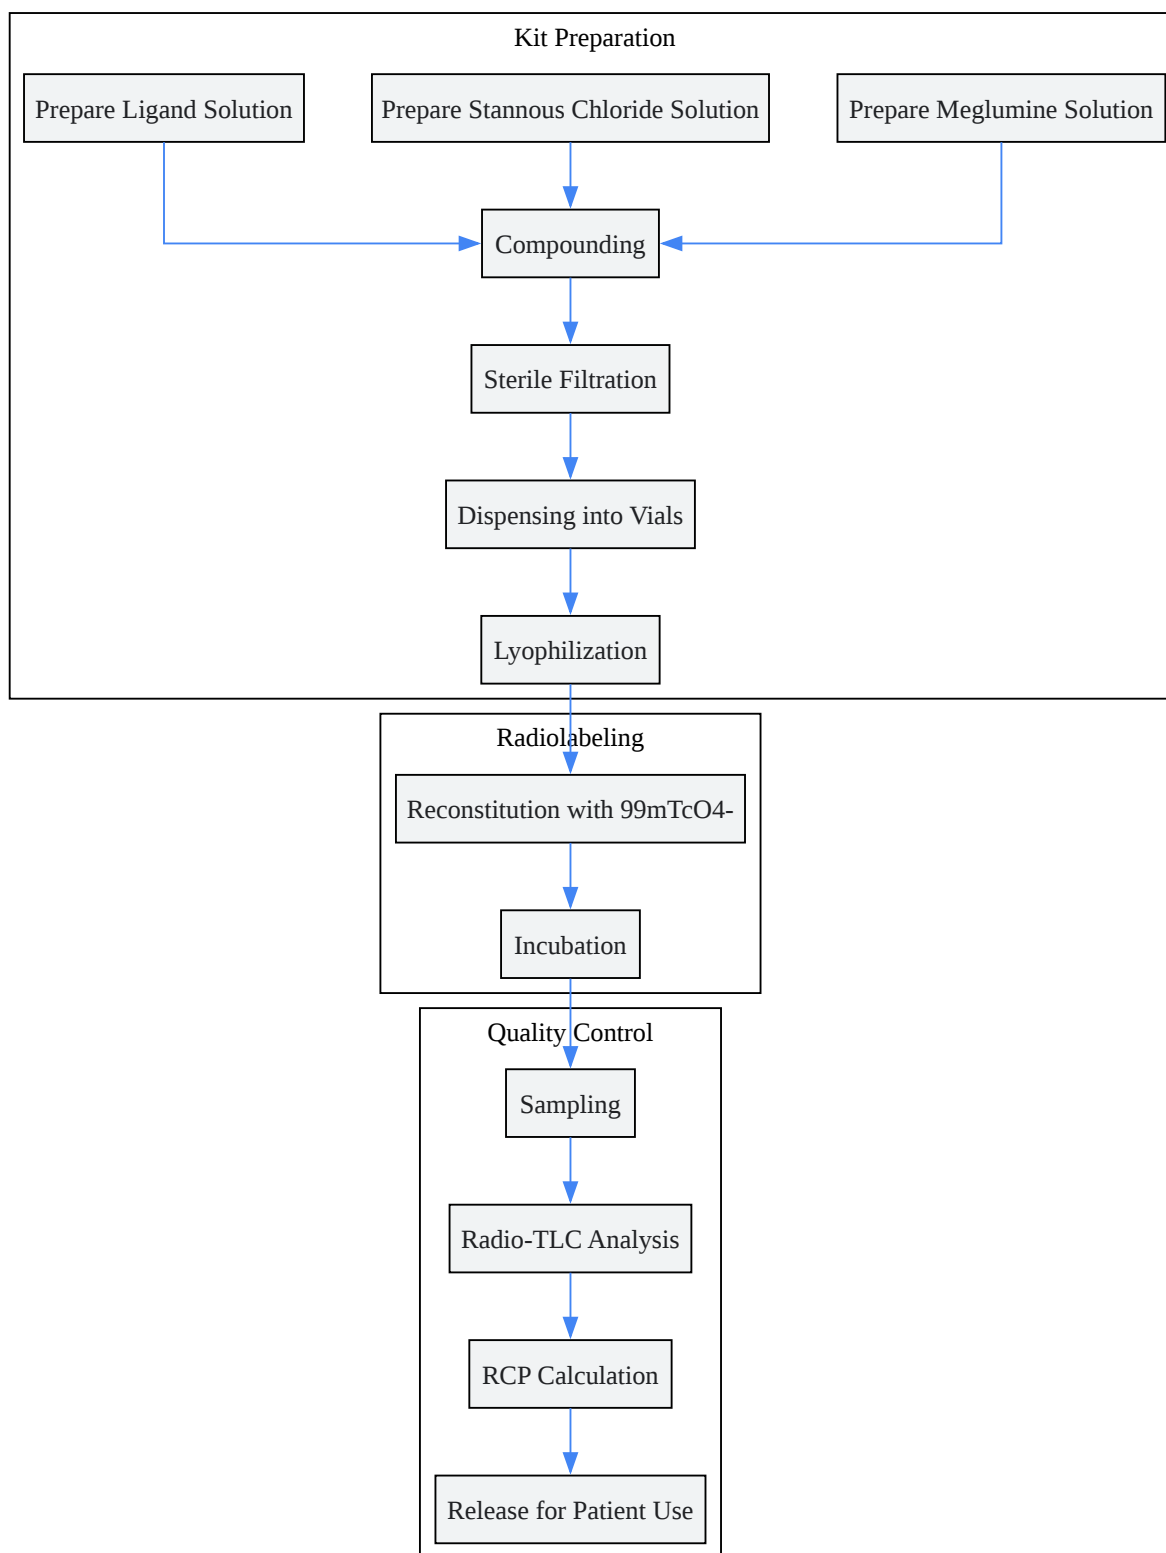 Kit Preparation
Prepare Ligand Solution
Prepare Stannous Chloride Solution
Prepare Meglumine Solution
Compounding
Sterile Filtration
Dispensing into Vials
Lyophilization
Radiolabeling
Reconstitution with 99mTcO4-
Incubation
Quality Control
Sampling
Radio-TLC Analysis
RCP Calculation
Release for Patient Use